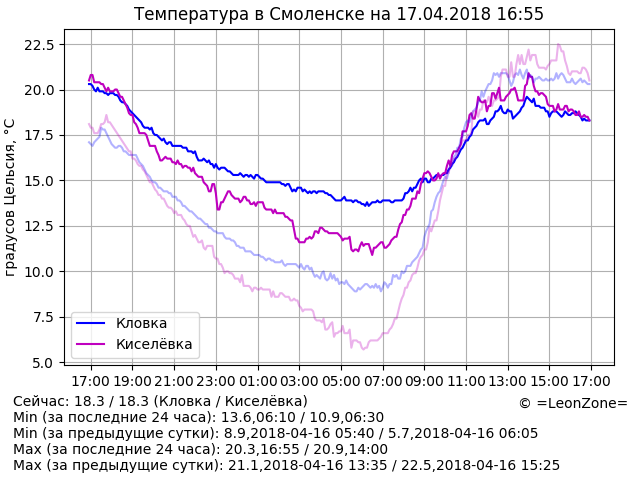 Температура в Смоленске на 17.04.2018 16:55
градусов Цельсия, °C
22.5
20.0
17.5
15.0
12.5
10.0
7.5
5.0
Кловка
Киселёвка
17:00 19:00 21:00 23:00 01:00 03:00 05:00 07:00 09:00 11:00 13:00 15:00 17:00
Сейчас: 18.3 / 18.3 (Кловка / Киселёвка)
© =LeonZone=
Min (за последние 24 часа): 13.6,06:10 / 10.9,06:30
Min (за предыдущие сутки): 8.9,2018-04-16 05:40 / 5.7,2018-04-16 06:05
Max (за последние 24 часа): 20.3,16:55 / 20.9,14:00
Max (за предыдущие сутки): 21.1,2018-04-16 13:35 / 22.5,2018-04-16 15:25